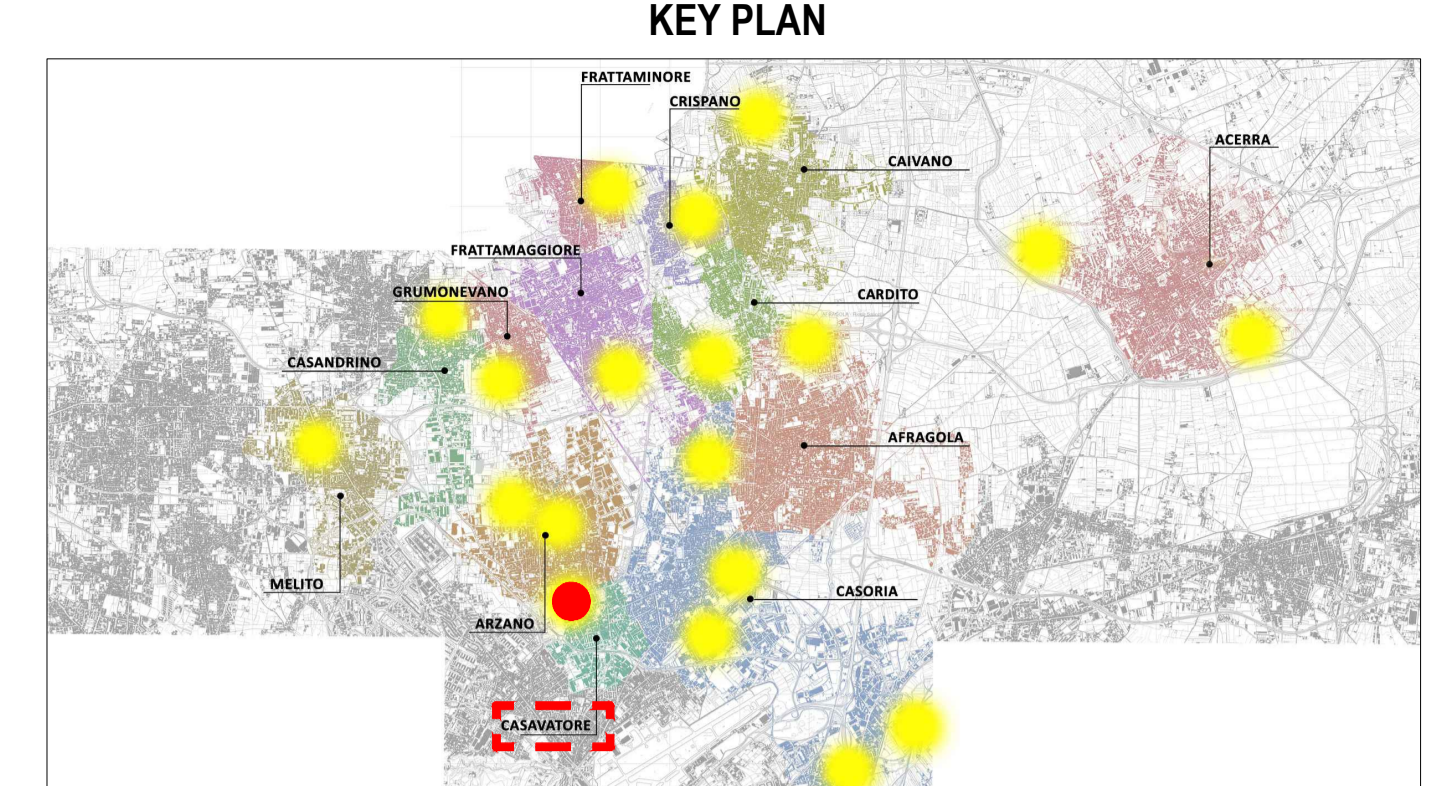 KEY PLAN
FRATTAMINORE
CRISPANO
ACERRA
CAIVANO
FRATTAMAGGIORE
GRUMONEVANO
CARDITO
CASANDRINO
AFRAGOLA
MELITO
CASORIA
ARZANO
CASAVATORE